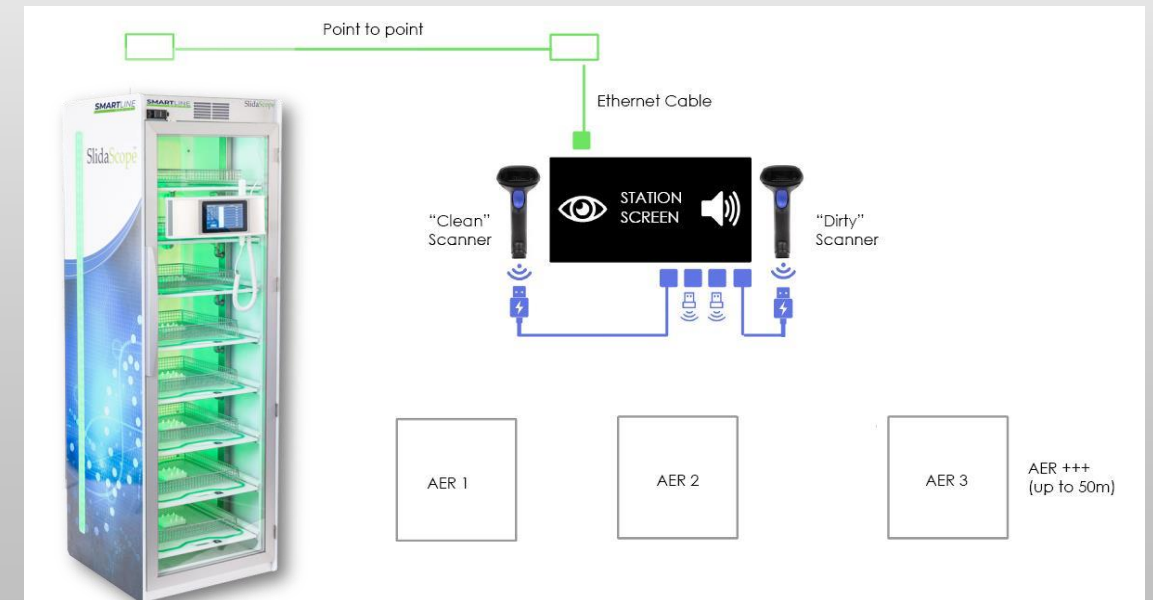 Point to point
Ethernet Cable
SMARTLINE
SMARTLINE
SlidaScope
SlidaScope
STATION
SCREEN
“Clean”
Scanner
“Dirty”
Scanner
AER 1
AER 2
AER 3
AER +++
(up to 50m)